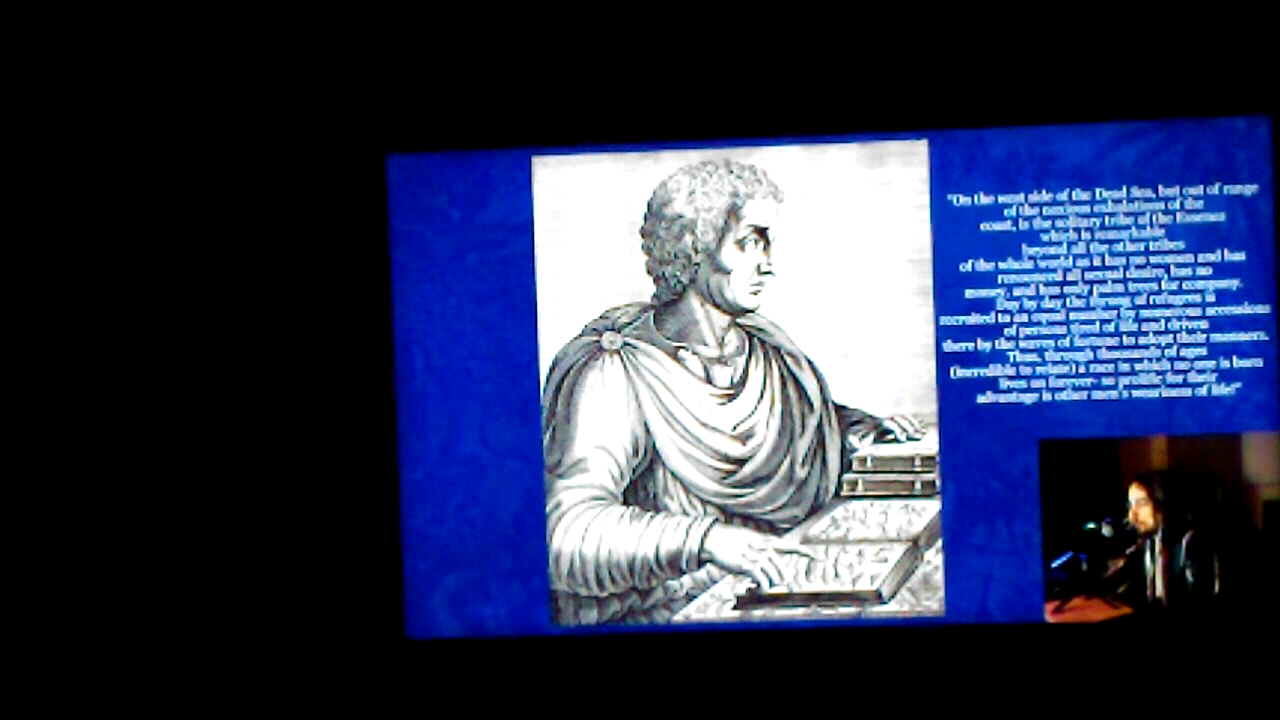 "On the west side of the Dead Sea, but out of range
of the noxious exhalations of the
coast, is the solitary tribe of the Essenes
which is remarkable
beyond all the other tribes
of the whole world as it has no women and has
renounced all sexual desire, has no
money, and has only palm trees for company.
Day by day the throng of refugees is
recruited to an equal number by numerous accessions
of persons tired of life and driven
there by the waves of fortune to adopt their manners.
Thus, through thousands of ages
(incredible to relate) a race in which no one is born
lives on forever- so prolific for their
advantage is other men's weariness of life!"